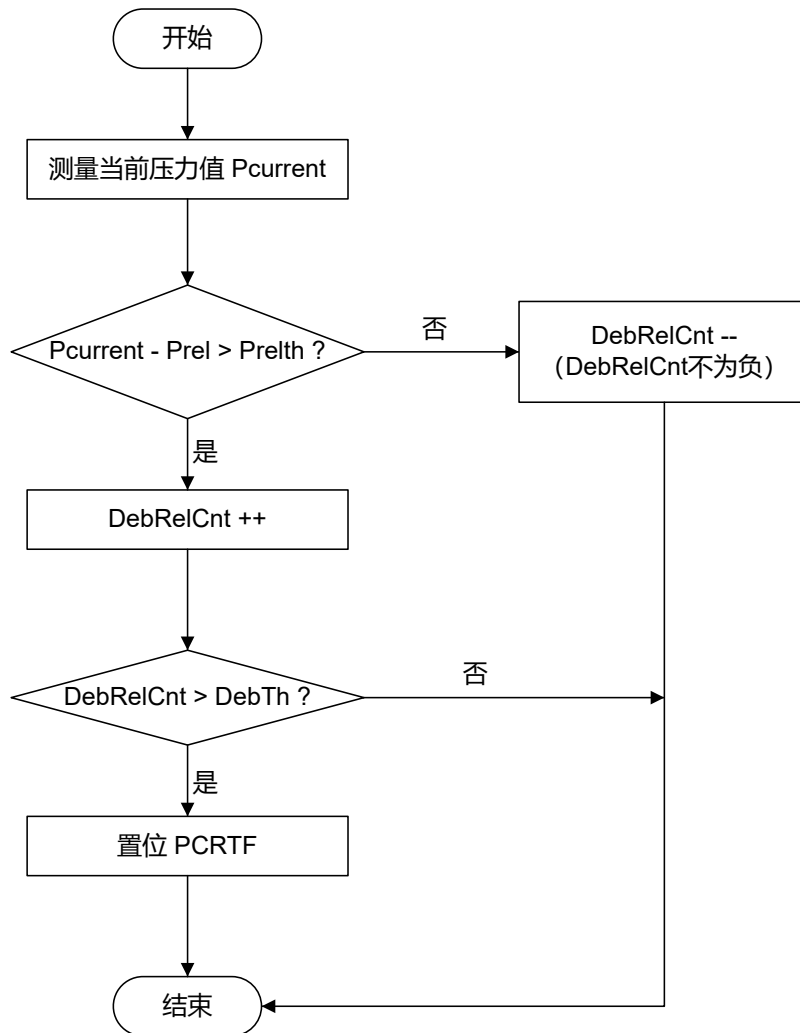 开始
测量当前压力值 Pcurrent
Pcurrent - Prel > Prelth ?
否
DebRelCnt --
（DebRelCnt不为负）
是
DebRelCnt ++
DebRelCnt > DebTh ?
否
是
置位 PCRTF
结束